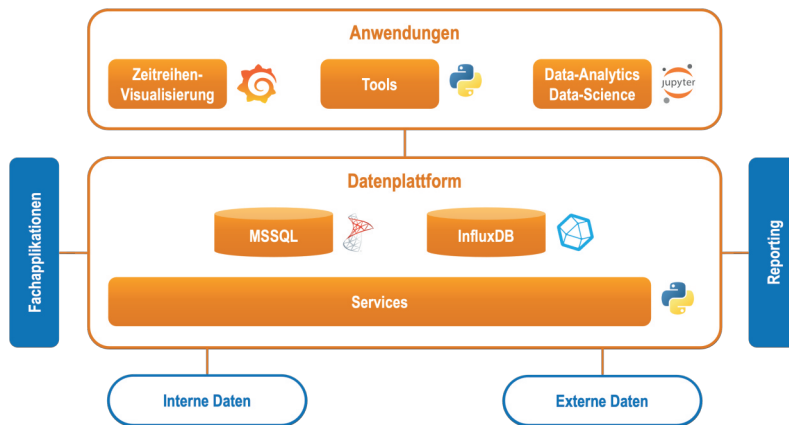 Anwendungen
Zeitreihen-
Visualisierung
Tools
Data-Analytics
Data-Science
jupyter
Fachapplikationen
Datenplattform
MSSQL
InfluxDB
Services
Reporting
Interne Daten
Externe Daten